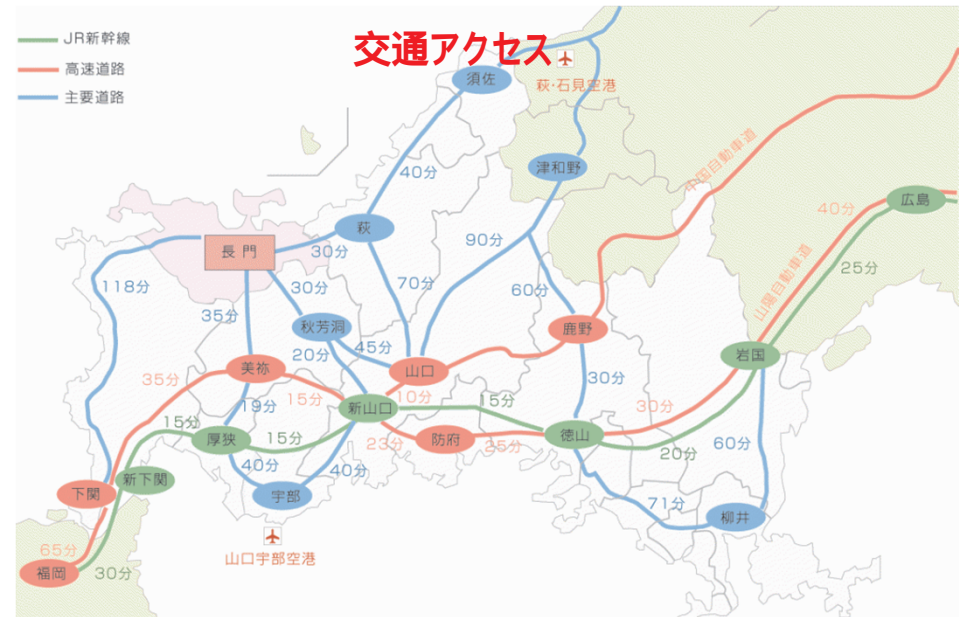 交通アクセス
JR新幹線
高速道路
主要道路
須佐
萩・石見空港
40分
津和野
中国自動車道
広島
40分
萩
長門
30分
90分
25分
山陽自動車道
118分
30分
70分
60分
35分
秋芳洞
鹿野
45分
20分
岩国
美祢
山口
35分
30分
19分
15分
10分
15分
30分
新山口
15分
厚狭
15分
23分
防府
25分
徳山
20分
60分
40分
40分
新下関
下関
宇部
71分
柳井
65分
山口宇部空港
福岡
30分